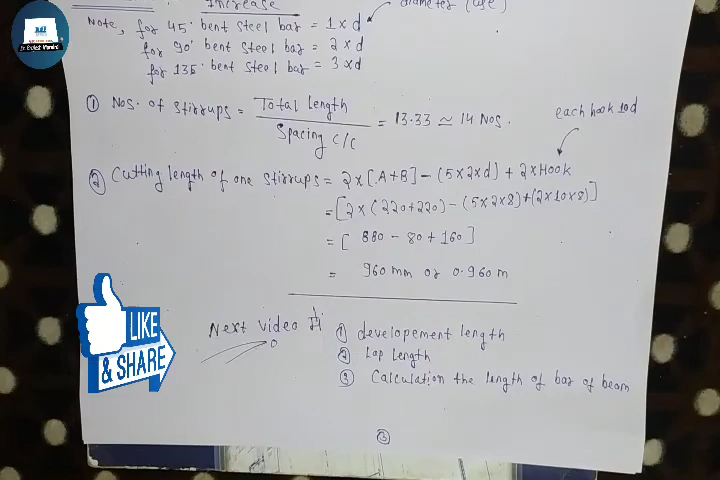 Increase
diameter (use)
Note, for 45° bent steel bar = 1 x d
for 90° bent steel bar = 2 x d
for 135° bent steel bar = 3 x d
① Nos. of stirrups = Total length / Spacing c/c = 13.33 ≃ 14 Nos.
each hook 10d
② Cutting length of one stirrups = 2 x [A+B] - (5x2xd) + 2 x Hook
= [2 x (220+220) - (5x2x8) + (2x10x8)]
= [ 880 - 80 + 160 ]
= 960 mm or 0.960 m
LIKE
& SHARE
Next video में
① developement length
② Lap length
③ Calculation the length of bar of beam
③